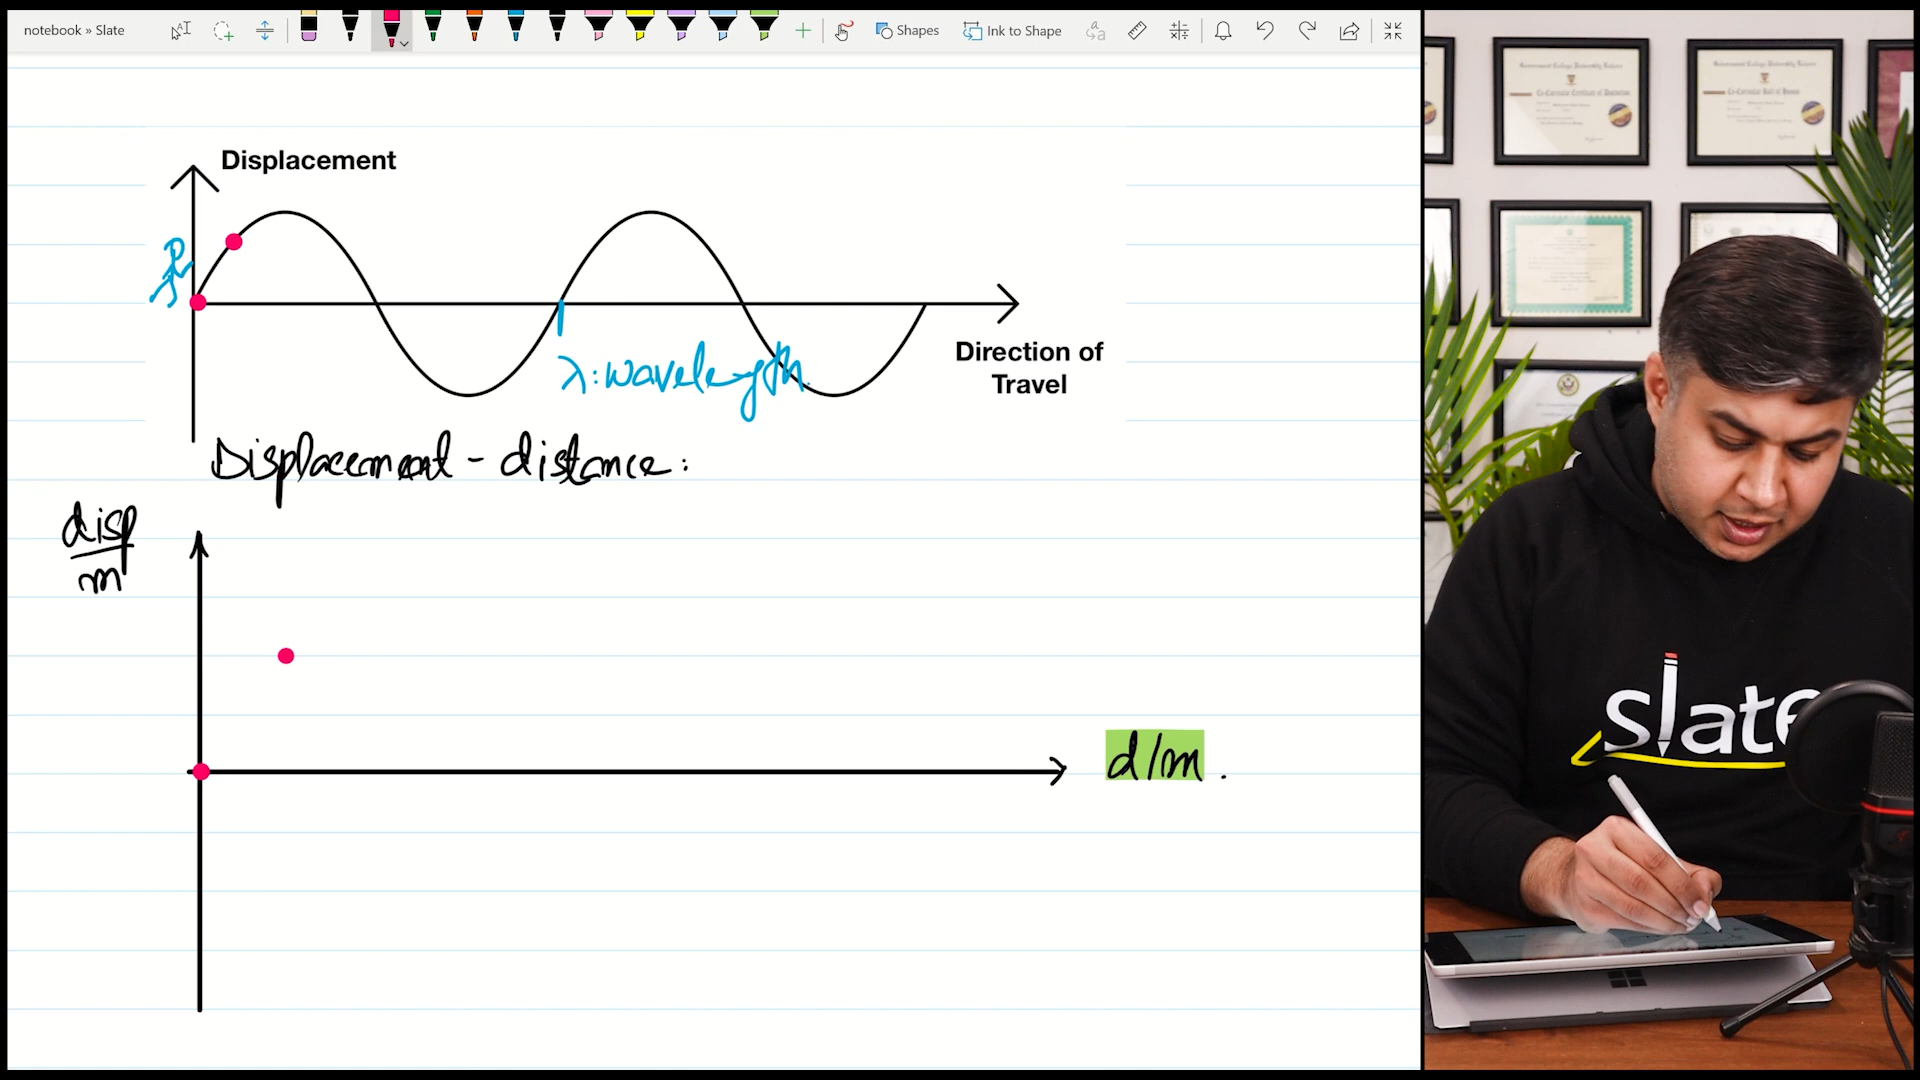 notebook » Slate
Shapes
Ink to Shape
Displacement
λ: wavelength.
Direction of
Travel
Displacement - distance:
disp
m
d/m.
slate